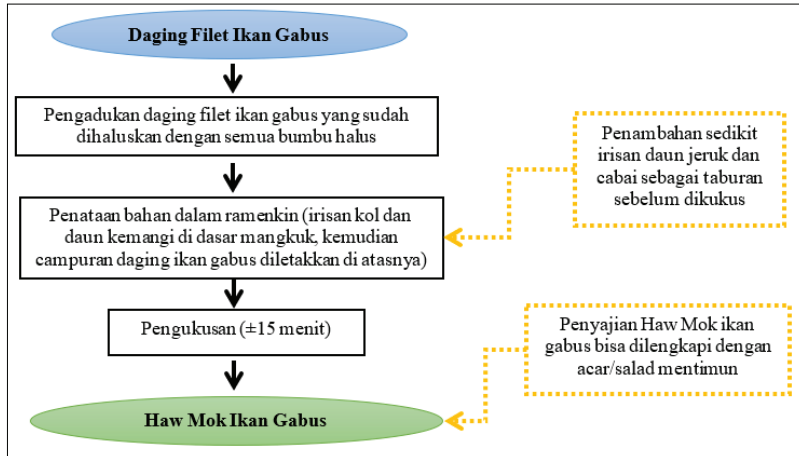 Daging Filet Ikan Gabus
Pengadukan daging filet ikan gabus yang sudah
dihaluskan dengan semua bumbu halus
Penambahan sedikit
irisan daun jeruk dan
cabai sebagai taburan
sebelum dikukus
Penataan bahan dalam ramenkin (irisan kol dan
daun kemangi di dasar mangkuk, kemudian
campuran daging ikan gabus diletakkan di atasnya)
Pengukusan (±15 menit)
Penyajian Haw Mok ikan
gabus bisa dilengkapi dengan
acar/salad mentimun
Haw Mok Ikan Gabus